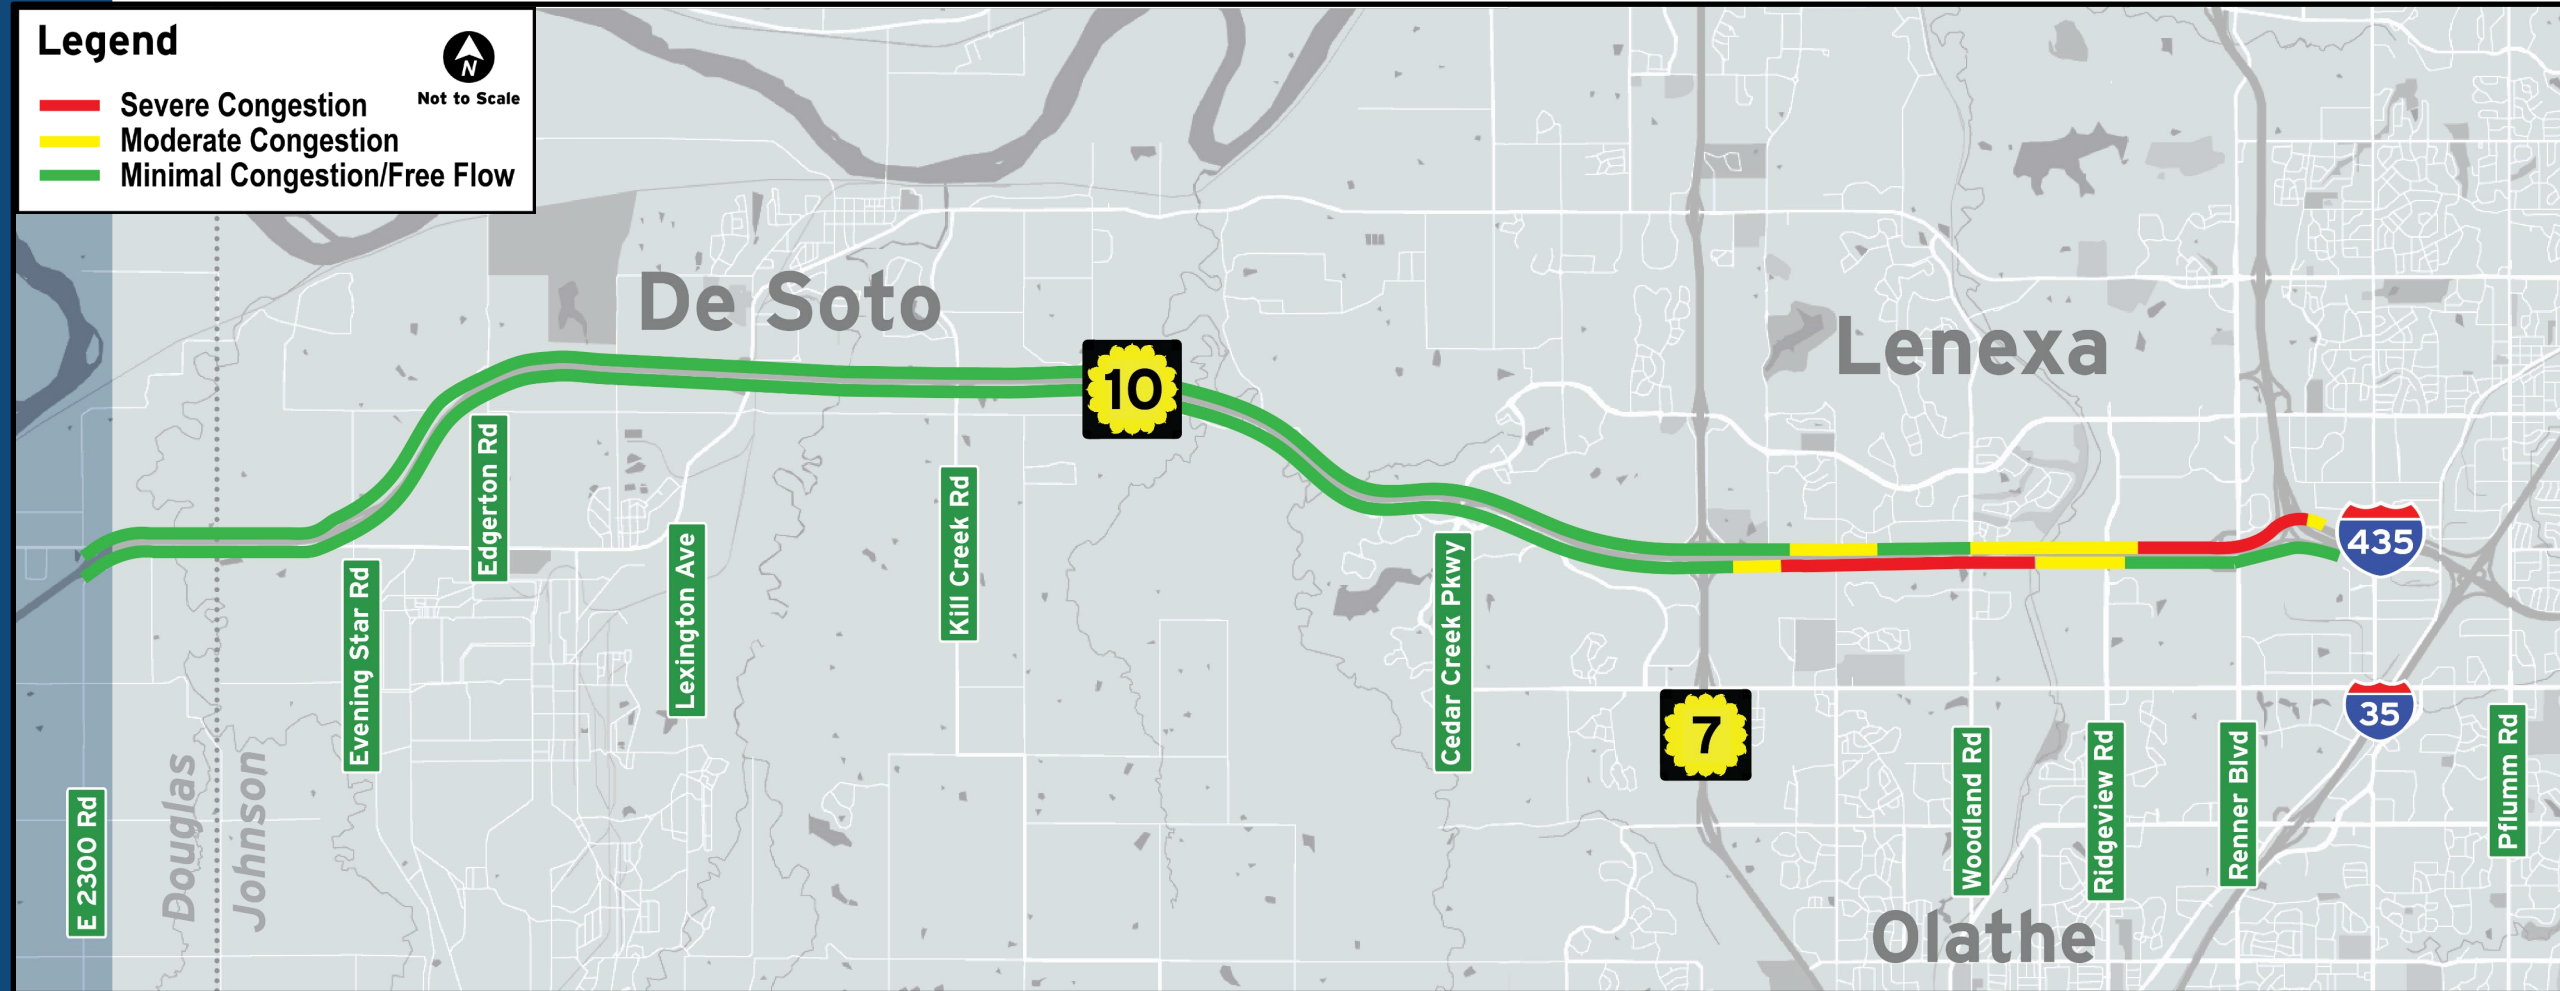 Legend
N
Not to Scale
Severe Congestion
Moderate Congestion
Minimal Congestion/Free Flow
De Soto
Lenexa
10
Edgerton Rd
Kill Creek Rd
435
Lexington Ave
Cedar Creek Pkwy
Evening Star Rd
7
35
Pflumm Rd
Woodland Rd
Ridgeview Rd
Renner Blvd
E 2300 Rd
Douglas
Johnson
Olathe